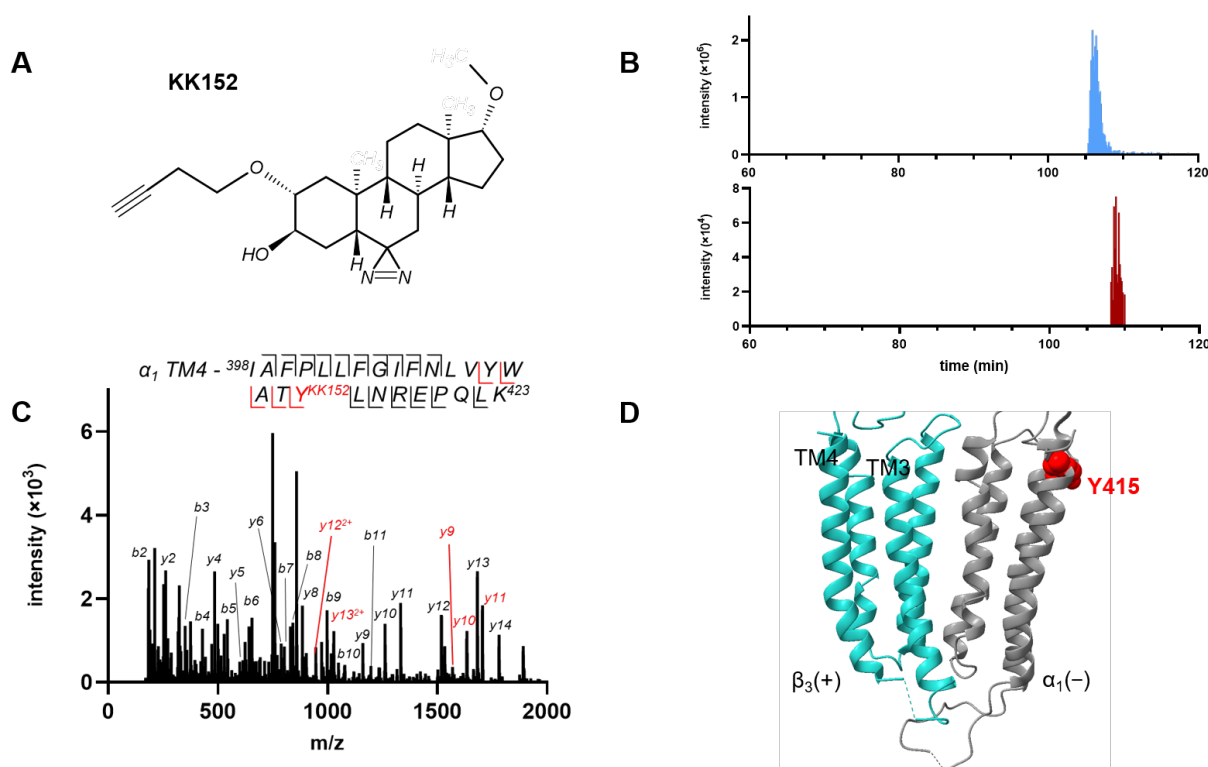 A
KK152
H₃C
O
CH₃
CH₃
O
H
H
H
HO
H
N=N
B
intensity (×10⁶)
2
1
0
60
80
100
120
intensity (×10⁴)
8
6
4
2
0
60
80
100
120
time (min)
C
α₁ TM4 - ³⁹⁸I A F P L L F G I F N L V Y W
A T Y^KK152 L N R E P Q L K⁴²³
intensity (×10³)
6
4
2
0
b2
y2
b3
b4
y4
y5
b5
y6
b6
b7
b8
y8
y12²⁺
b9
y13²⁺
b10
y9
b11
y10
y11
y12
y9
y10
y13
y11
y14
0
500
1000
1500
2000
m/z
D
TM4
TM3
Y415
β₃(+)
α₁(−)